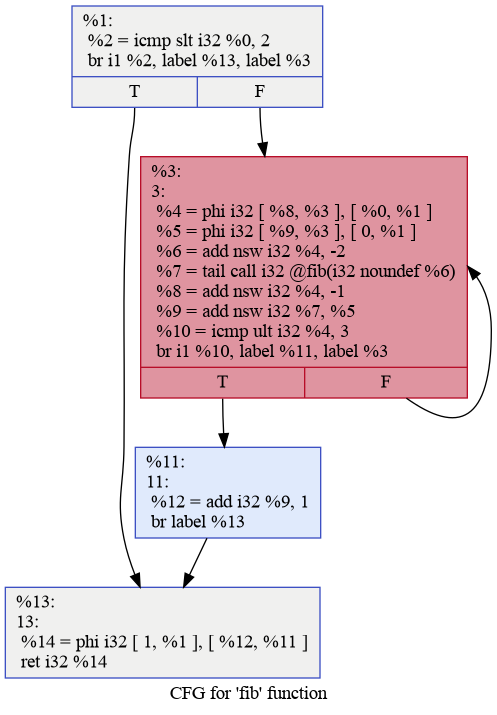 %1:
%2 = icmp slt i32 %0, 2
br i1 %2, label %13, label %3
T
F
%3:
3:
%4 = phi i32 [ %8, %3 ], [ %0, %1 ]
%5 = phi i32 [ %9, %3 ], [ 0, %1 ]
%6 = add nsw i32 %4, -2
%7 = tail call i32 @fib(i32 noundef %6)
%8 = add nsw i32 %4, -1
%9 = add nsw i32 %7, %5
%10 = icmp ult i32 %4, 3
br i1 %10, label %11, label %3
T
F
%11:
11:
%12 = add i32 %9, 1
br label %13
%13:
13:
%14 = phi i32 [ 1, %1 ], [ %12, %11 ]
ret i32 %14
CFG for 'fib' function